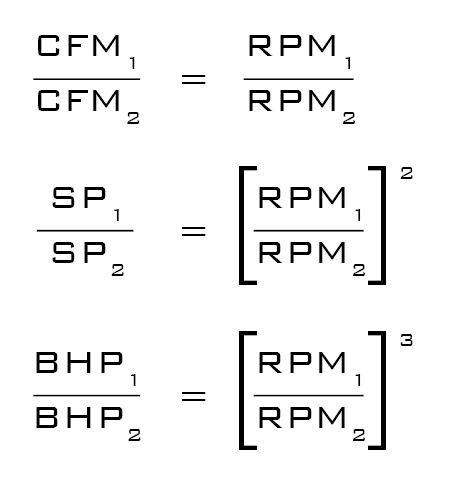 CFM₁ / CFM₂ = RPM₁ / RPM₂
SP₁ / SP₂ = [RPM₁ / RPM₂]²
BHP₁ / BHP₂ = [RPM₁ / RPM₂]³